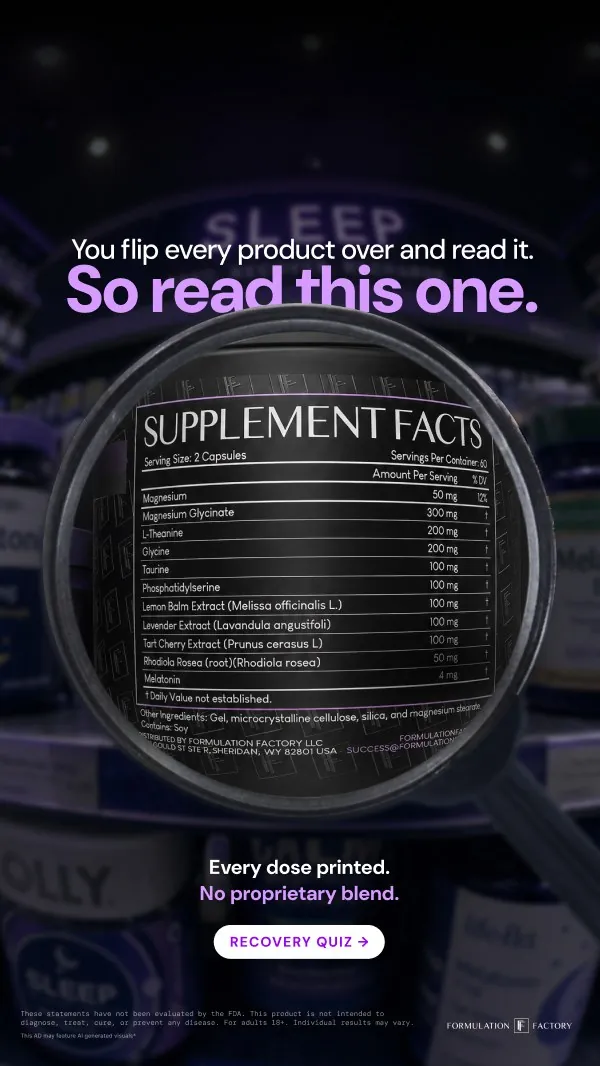 SLEEP
You flip every product over and read it.
So read this one.
SUPPLEMENT FACTS
Serving Size: 2 Capsules Servings Per Container: 60
Amount Per Serving % DV
Magnesium 50 mg 12%
Magnesium Glycinate 300 mg †
L-Theanine 200 mg †
Glycine 200 mg †
Taurine 100 mg †
Phosphatidylserine 100 mg †
Lemon Balm Extract (Melissa officinalis L.) 100 mg †
Levender Extract (Lavandula angustfoli) 100 mg †
Tart Cherry Extract (Prunus cerasus L) 100 mg †
Rhodiola Rosea (root)(Rhodiola rosea) 50 mg †
Melatonin 4 mg †
† Daily Value not established.
Other Ingredients: Gel, microcrystalline cellulose, silica, and magnesium stearate.
Contains: Soy
BY FORMULATION FACTORY LLC
GOULD ST STE R, SHERIDAN, WY 82801 USA
OLLY
SLEEP
Every dose printed.
No proprietary blend.
RECOVERY QUIZ →
These statements have not been evaluated by the FDA. This product is not intended to
diagnose, treat, cure, or prevent any disease. For adults 18+. Individual results may vary.
This AD may feature AI generated visuals*
FORMULATION F FACTORY